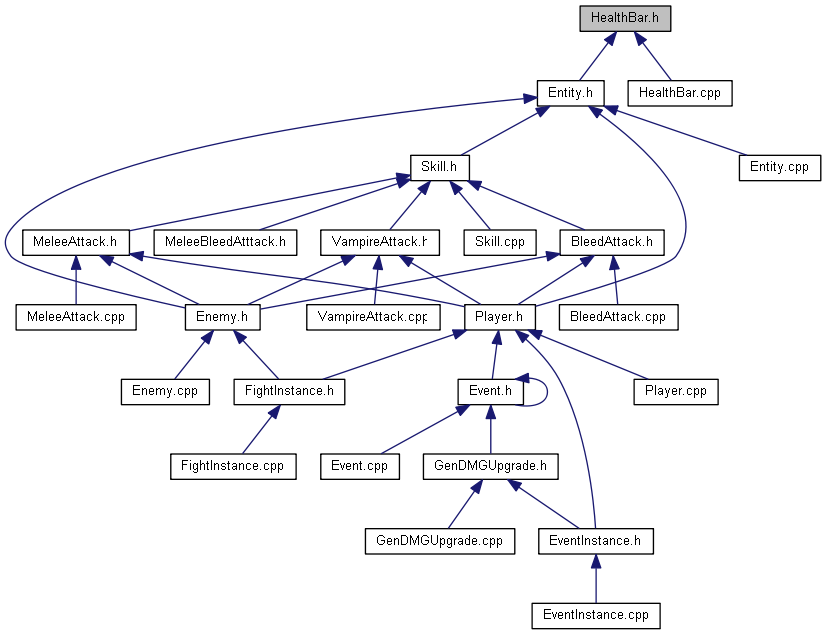 HealthBar.h
Entity.h
HealthBar.cpp
Skill.h
Entity.cpp
MeleeAttack.h
MeleeBleedAtttack.h
VampireAttack.h
Skill.cpp
BleedAttack.h
MeleeAttack.cpp
Enemy.h
VampireAttack.cpp
Player.h
BleedAttack.cpp
Enemy.cpp
FightInstance.h
Event.h
Player.cpp
FightInstance.cpp
Event.cpp
GenDMGUpgrade.h
GenDMGUpgrade.cpp
EventInstance.h
EventInstance.cpp